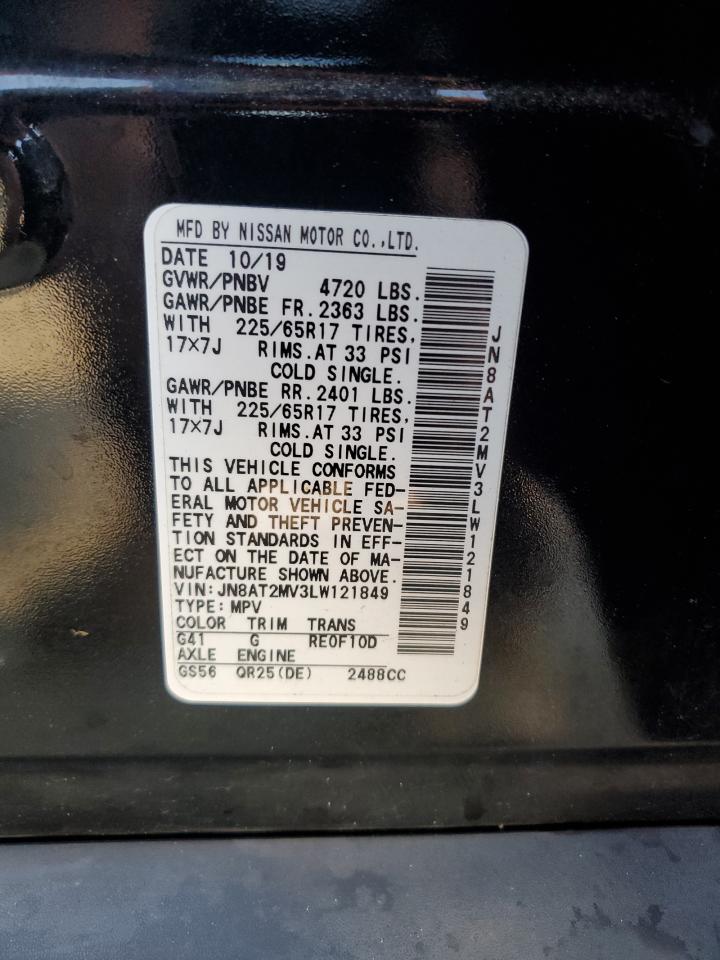 MFD BY NISSAN MOTOR CO.,LTD.
DATE 10/19
GVWR/PNBV 4720 LBS.
GAWR/PNBE FR. 2363 LBS.
WITH 225/65R17 TIRES,
17×7J RIMS.AT 33 PSI
COLD SINGLE.
GAWR/PNBE RR. 2401 LBS.
WITH 225/65R17 TIRES,
17×7J RIMS.AT 33 PSI
COLD SINGLE.
THIS VEHICLE CONFORMS
TO ALL APPLICABLE FED-
ERAL MOTOR VEHICLE SA-
FETY AND THEFT PREVEN-
TION STANDARDS IN EFF-
ECT ON THE DATE OF MA-
NUFACTURE SHOWN ABOVE.
VIN:JN8AT2MV3LW121849
TYPE:MPV
COLOR TRIM TRANS
G41 G RE0F10D
AXLE ENGINE
GS56 QR25(DE) 2488CC
JN8AT2MV3LW121849